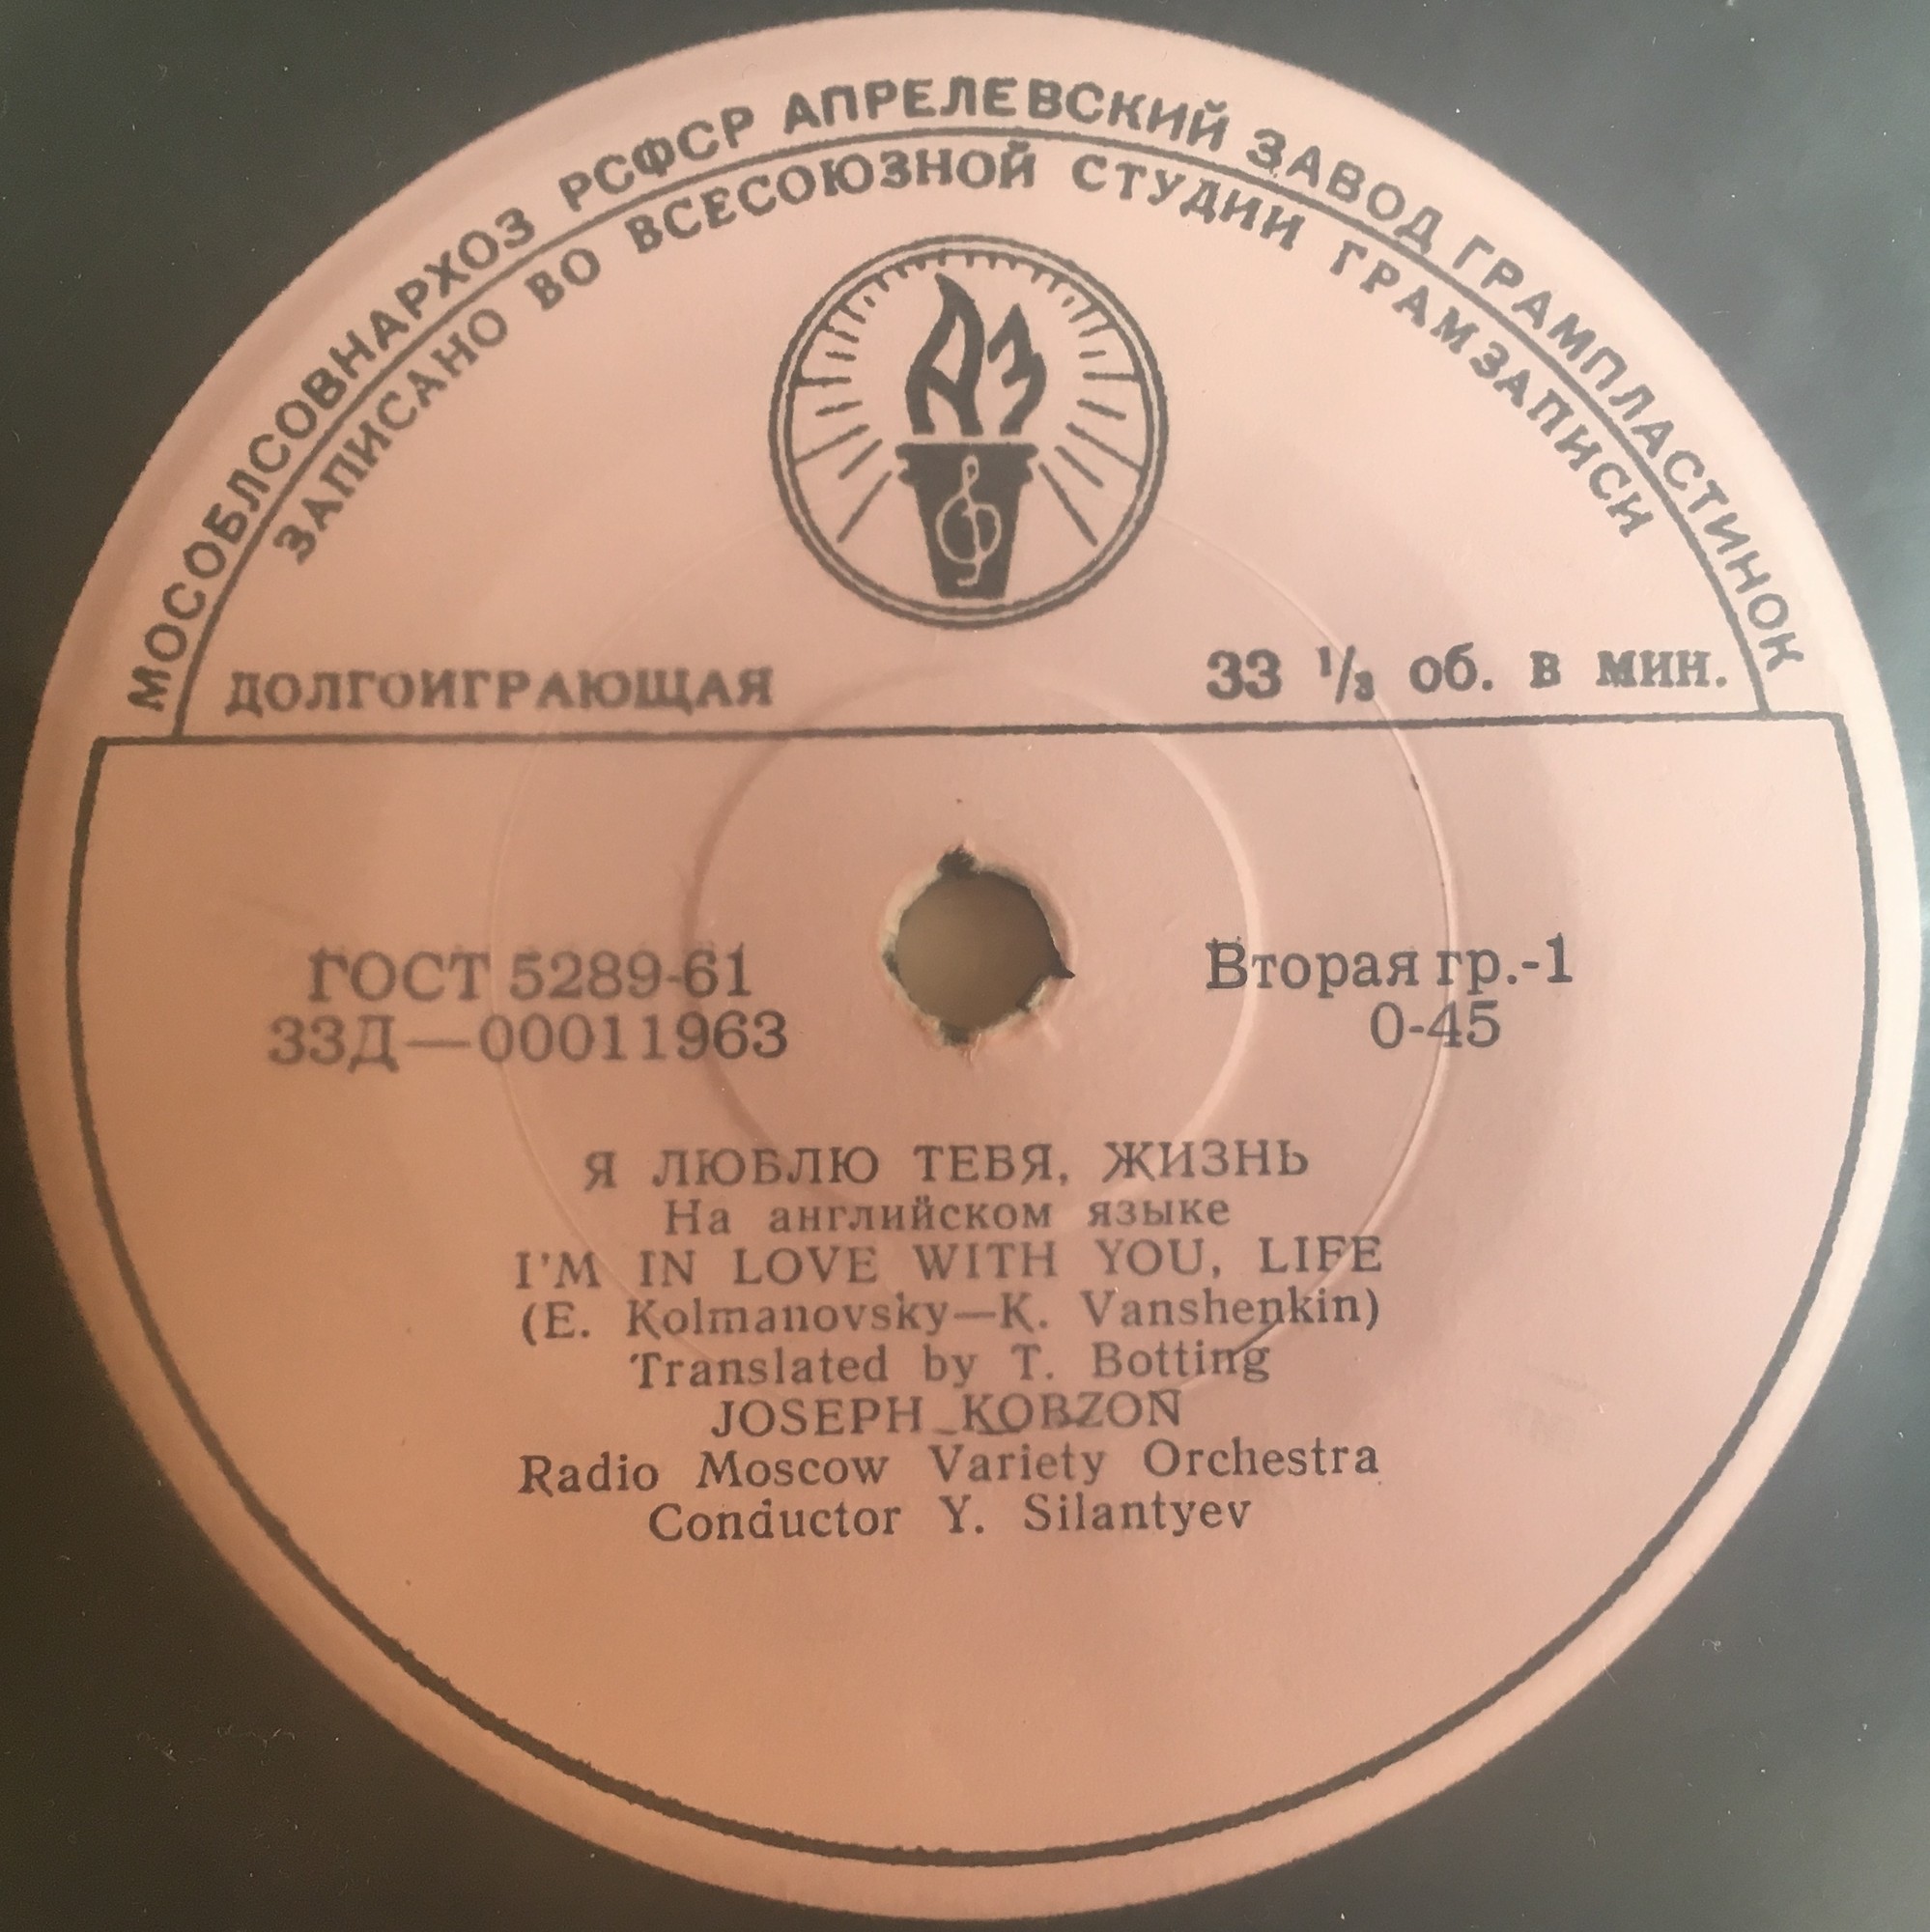 МОСОБЛСОВНАРХОЗ РСФСР АПРЕЛЕВСКИЙ ЗАВОД ГРАМПЛАСТИНОК
ЗАПИСАНО ВО ВСЕСОЮЗНОЙ СТУДИИ ГРАМЗАПИСИ
АЗ
ДОЛГОИГРАЮЩАЯ
33 1/3 об. в мин.
ГОСТ 5289-61
33Д—00011963
Вторая гр.-1
0-45
Я ЛЮБЛЮ ТЕБЯ, ЖИЗНЬ
На английском языке
I'M IN LOVE WITH YOU, LIFE
(E. Kolmanovsky—K. Vanshenkin)
Translated by T. Botting
JOSEPH KOBZON
Radio Moscow Variety Orchestra
Conductor Y. Silantyev